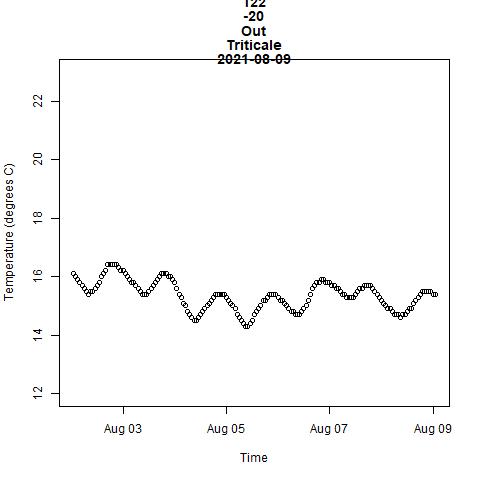 122
-20
Out
Triticale
2021-08-09
Temperature (degrees C)
22
20
18
16
14
12
Aug 03
Aug 05
Aug 07
Aug 09
Time